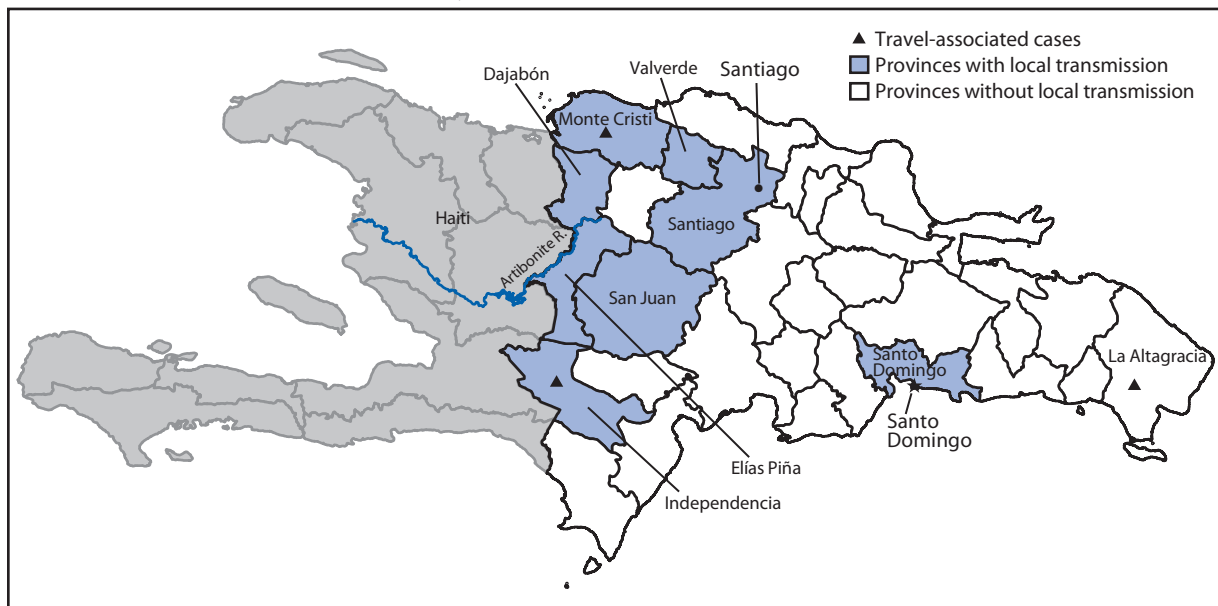 Travel-associated cases
Provinces with local transmission
Provinces without local transmission
Dajabón
Valverde
Santiago
Monte Cristi
Haiti
Artibonite R.
Santiago
San Juan
Santo
Domingo
La Altagracia
Santo
Domingo
Elías Piña
Independencia